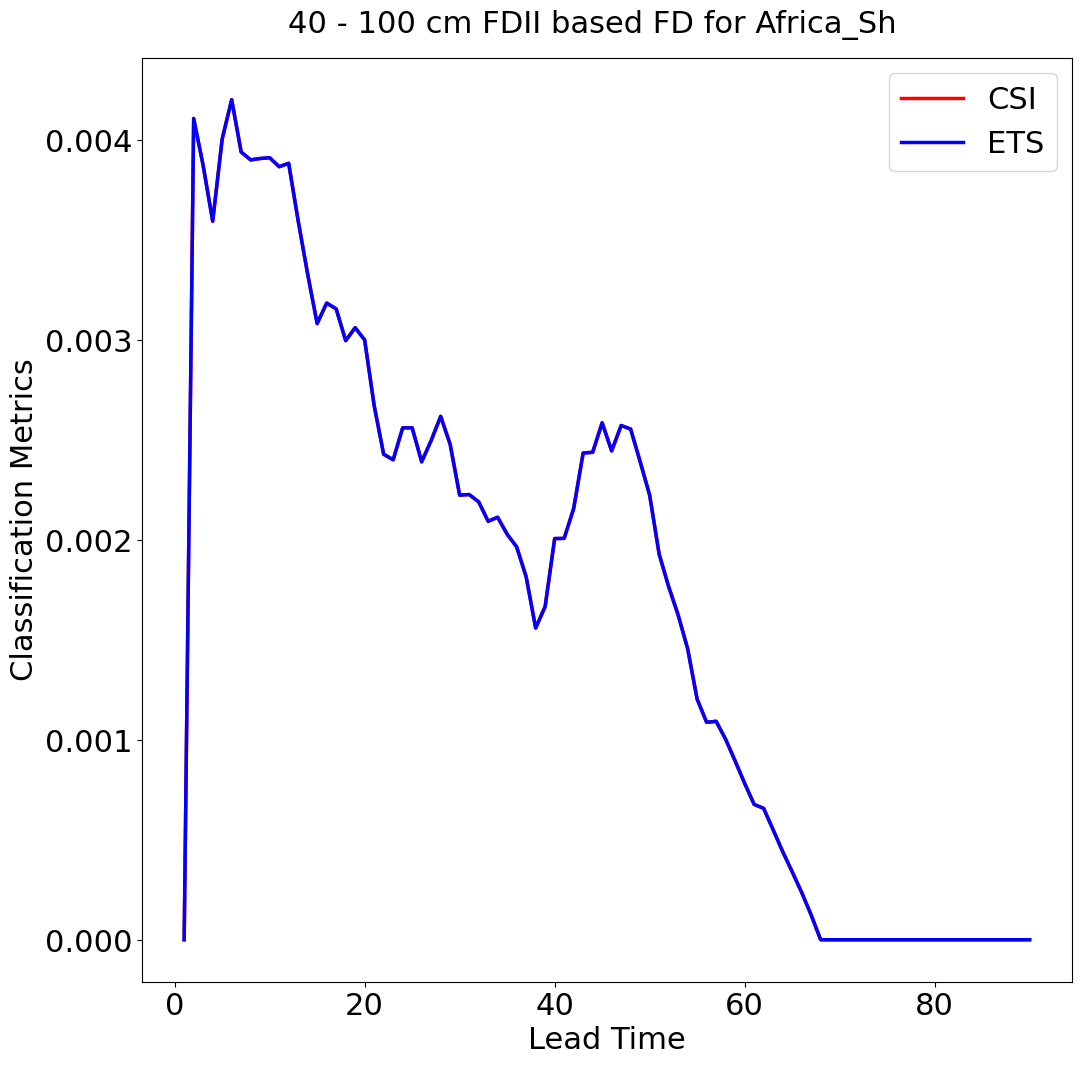 40 - 100 cm FDII based FD for Africa_Sh
CSI
ETS
Classification Metrics
0.004
0.003
0.002
0.001
0.000
0 20 40 60 80
Lead Time